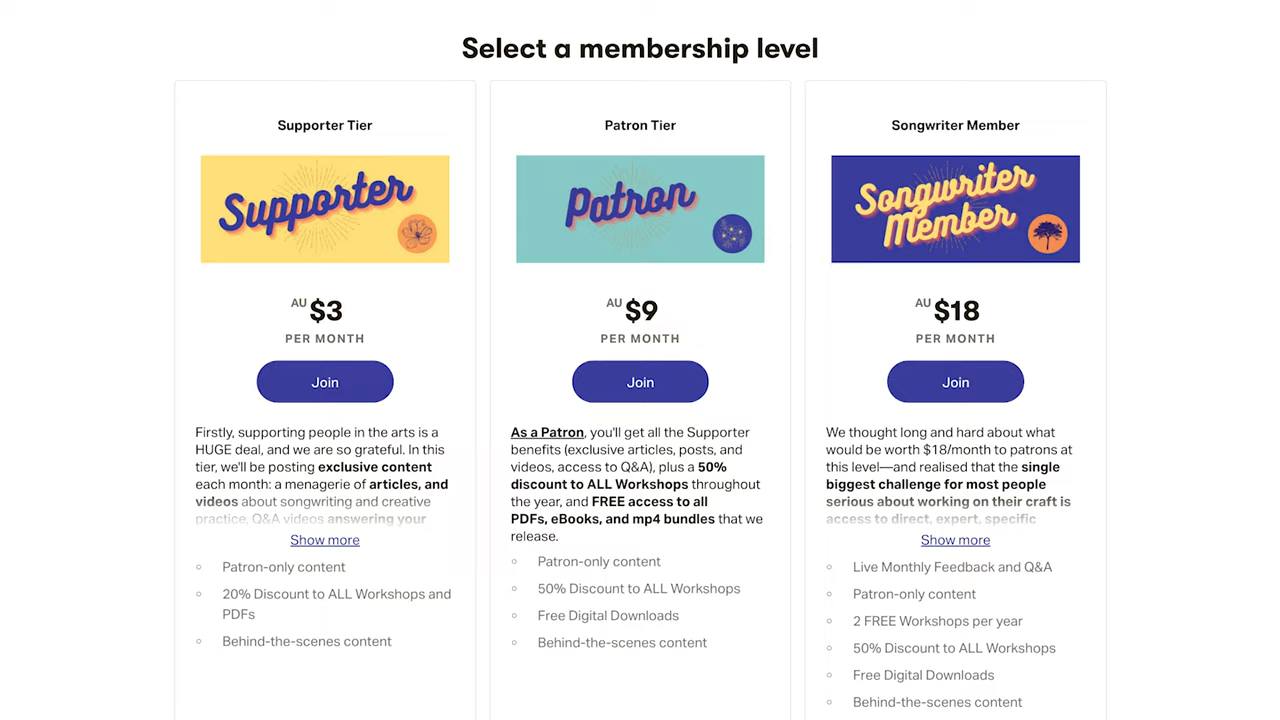 Select a membership level
Supporter Tier
Supporter
AU $3
PER MONTH
Join
Firstly, supporting people in the arts is a
HUGE deal, and we are so grateful. In this
tier, we'll be posting exclusive content
each month: a menagerie of articles, and
videos about songwriting and creative
practice, Q&A videos answering your
Show more
Patron-only content
20% Discount to ALL Workshops and
PDFs
Behind-the-scenes content
Patron Tier
Patron
AU $9
PER MONTH
Join
As a Patron, you'll get all the Supporter
benefits (exclusive articles, posts, and
videos, access to Q&A), plus a 50%
discount to ALL Workshops throughout
the year, and FREE access to all
PDFs, eBooks, and mp4 bundles that we
release.
Patron-only content
50% Discount to ALL Workshops
Free Digital Downloads
Behind-the-scenes content
Songwriter Member
Songwriter
Member
AU $18
PER MONTH
Join
We thought long and hard about what
would be worth $18/month to patrons at
this level—and realised that the single
biggest challenge for most people
serious about working on their craft is
access to direct, expert, specific
Show more
Live Monthly Feedback and Q&A
Patron-only content
2 FREE Workshops per year
50% Discount to ALL Workshops
Free Digital Downloads
Behind-the-scenes content